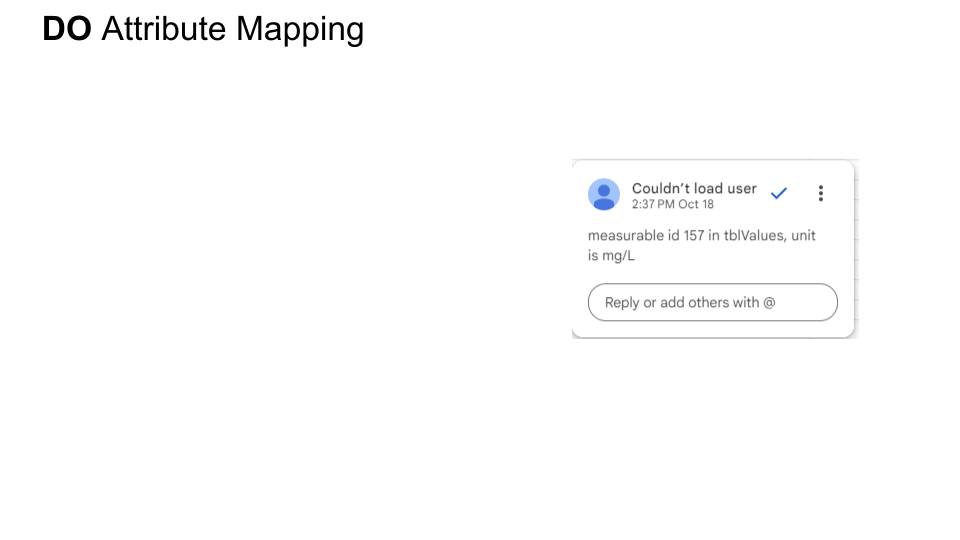 DO Attribute Mapping
Couldn't load user
2:37 PM Oct 18
measurable id 157 in tblValues, unit
is mg/L
Reply or add others with @